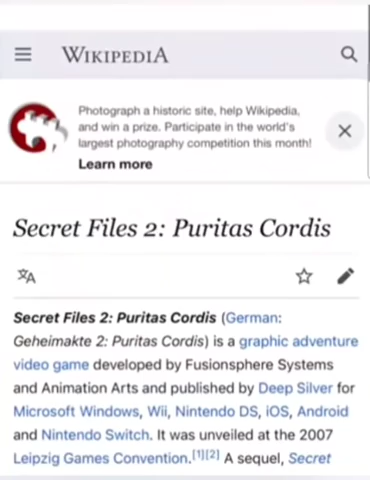 WIKIPEDIA
Photograph a historic site, help Wikipedia,
and win a prize. Participate in the world's
largest photography competition this month!
Learn more
Secret Files 2: Puritas Cordis
Secret Files 2: Puritas Cordis (German:
Geheimakte 2: Puritas Cordis) is a graphic adventure
video game developed by Fusionsphere Systems
and Animation Arts and published by Deep Silver for
Microsoft Windows, Wii, Nintendo DS, iOS, Android
and Nintendo Switch. It was unveiled at the 2007
Leipzig Games Convention.[1][2] A sequel, Secret